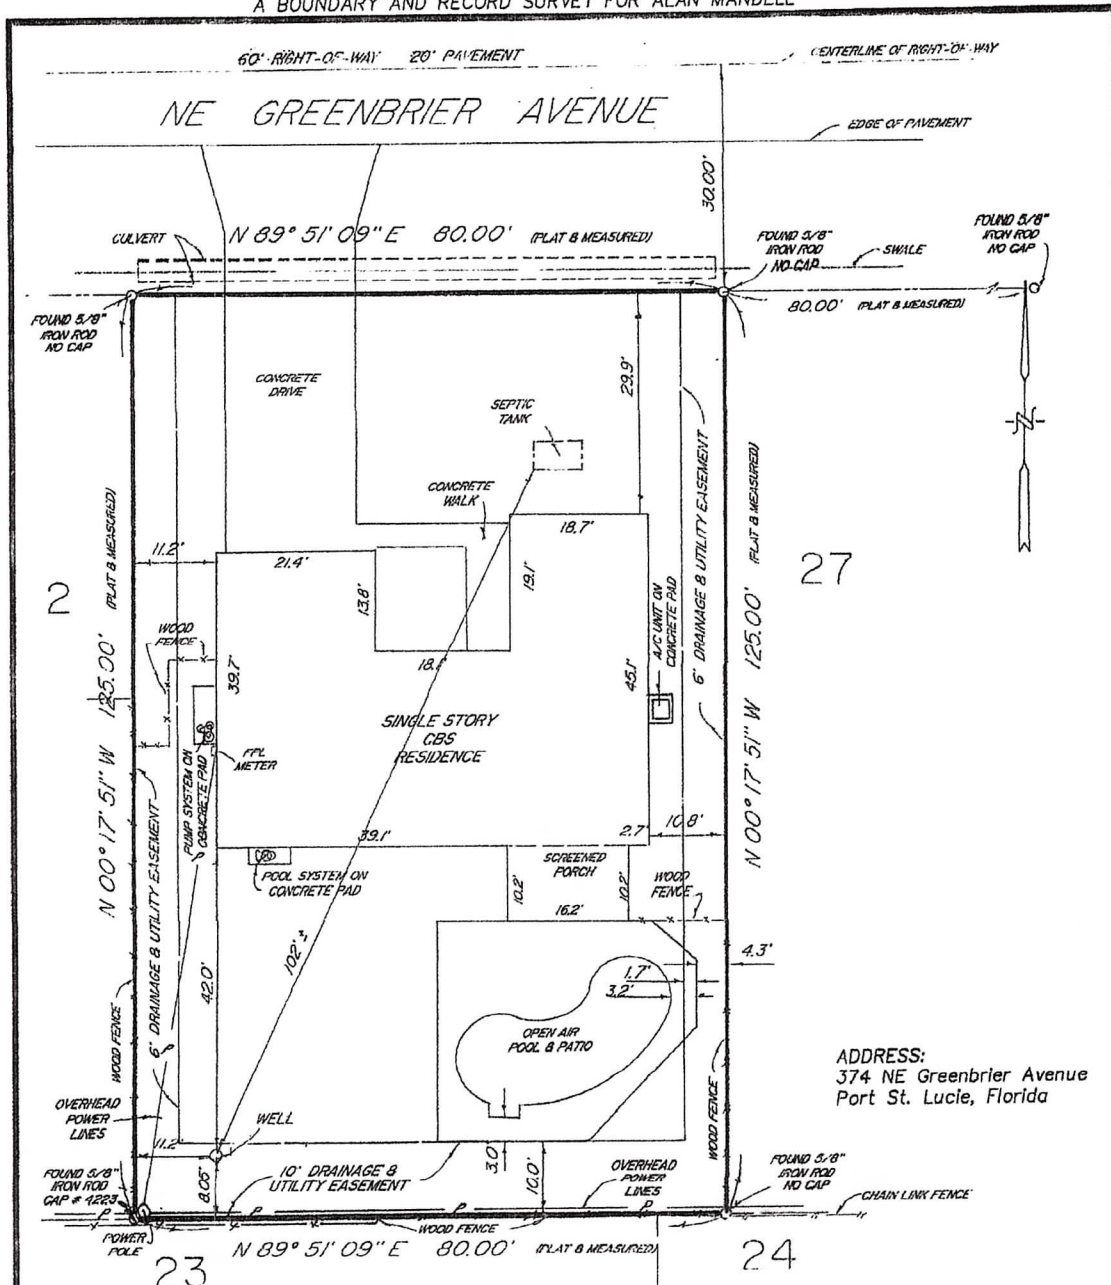 A BOUNDARY AND RECORD SURVEY FOR ALAN MANDELL
60' RIGHT-OF-WAY 20' PAVEMENT
CENTERLINE OF RIGHT-OF-WAY
NE GREENBRIER AVENUE
EDGE OF PAVEMENT
30.00'
CULVERT
N 89° 51' 09" E 80.00' (PLAT & MEASURED)
FOUND 5/8"
IRON ROD
NO CAP
SWALE
FOUND 5/8"
IRON ROD
NO CAP
80.00' (PLAT & MEASURED)
FOUND 5/8"
IRON ROD
NO CAP
CONCRETE
DRIVE
29.9'
SEPTIC
TANK
CONCRETE
WALK
6' DRAINAGE & UTILITY EASEMENT
N 00° 17' 51" W 125.00' (PLAT & MEASURED)
N
27
2
N 00° 17' 51" W 125.00' (PLAT & MEASURED)
11.2'
21.4'
18.7'
19.1'
13.8'
WOOD
FENCE
39.7'
45.1'
A/C UNIT ON
CONCRETE PAD
SINGLE STORY
CBS
RESIDENCE
FPL
METER
PUMP SYSTEM ON
CONCRETE PAD
39.1'
2.7'
10.8'
POOL SYSTEM ON
CONCRETE PAD
SCREENED
PORCH
10.2'
10.2'
16.2'
WOOD
FENCE
6' DRAINAGE & UTILITY EASEMENT
42.0'
4.3'
1.7'
3.2'
OPEN AIR
POOL & PATIO
WOOD FENCE
WOOD FENCE
ADDRESS:
374 NE Greenbrier Avenue
Port St. Lucie, Florida
OVERHEAD
POWER
LINES
11.2'
WELL
8.05'
10' DRAINAGE &
UTILITY EASEMENT
3.0'
10.0'
OVERHEAD
POWER
LINES
FOUND 5/8"
IRON ROD
NO CAP
CHAIN LINK FENCE
FOUND 5/8"
IRON ROD
CAP # 4223
P P P P
POWER
POLE
WOOD FENCE
N 89° 51' 09" E 80.00' (PLAT & MEASURED)
23
24